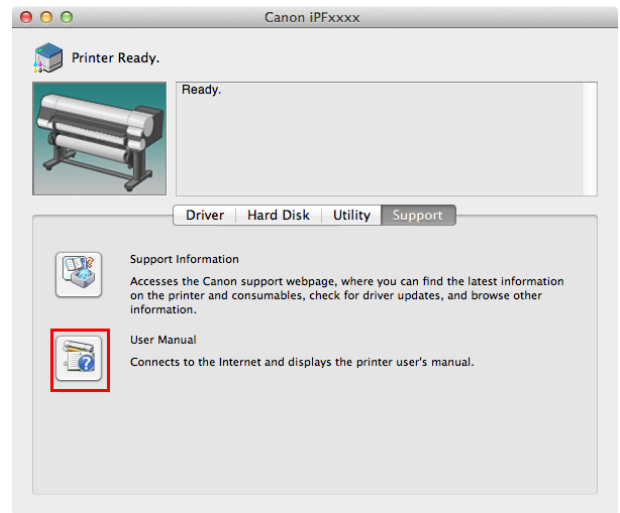 Canon iPFxxxx
Printer Ready.
Ready.
Driver Hard Disk Utility Support
Support Information
Accesses the Canon support webpage, where you can find the latest information
on the printer and consumables, check for driver updates, and browse other
information.
User Manual
Connects to the Internet and displays the printer user's manual.